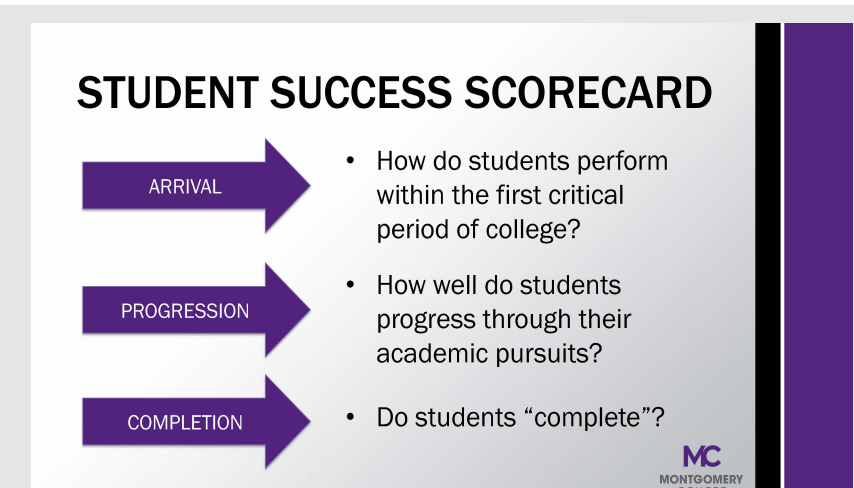 STUDENT SUCCESS SCORECARD
ARRIVAL
• How do students perform
within the first critical
period of college?
PROGRESSION
• How well do students
progress through their
academic pursuits?
COMPLETION
• Do students “complete”?
MC
MONTGOMERY